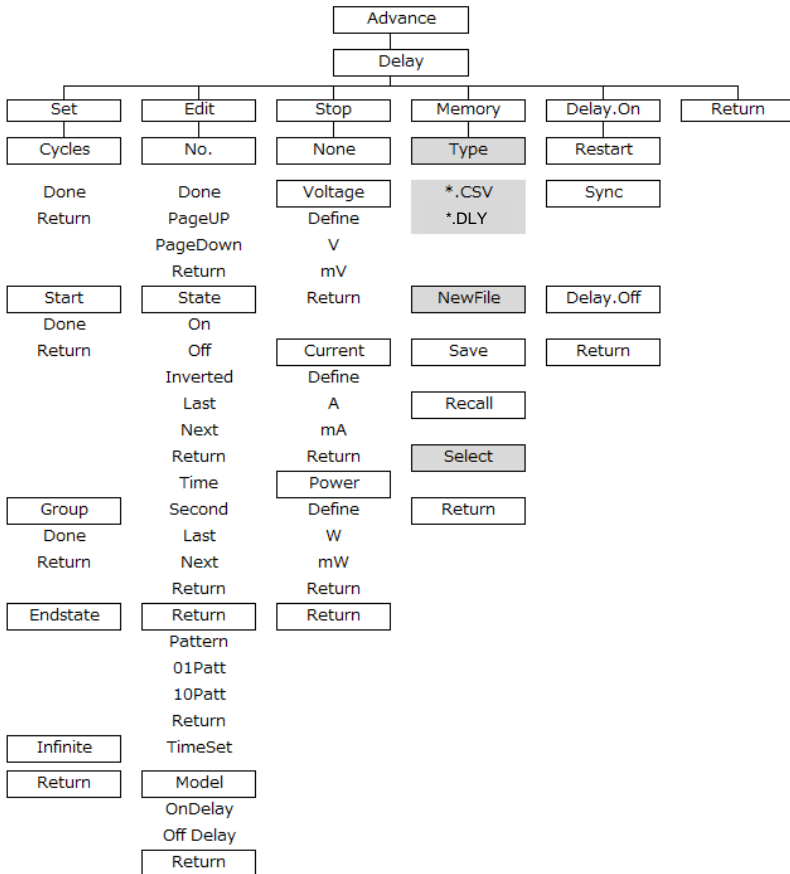 Advance
Delay
Set Edit Stop Memory Delay.On Return
Cycles No. None Type Restart
Done Done Voltage *.CSV Sync
Return PageUP Define *.DLY
PageDown V
Return mV
Start State Return NewFile Delay.Off
Done On
Return Off Current Save Return
Inverted Define
Last A Recall
Next mA
Return Return Select
Time Power
Group Second Define Return
Done Last W
Return Next mW
Return Return
Endstate Return Return
Pattern
01Patt
10Patt
Return
Infinite TimeSet
Return Model
OnDelay
Off Delay
Return